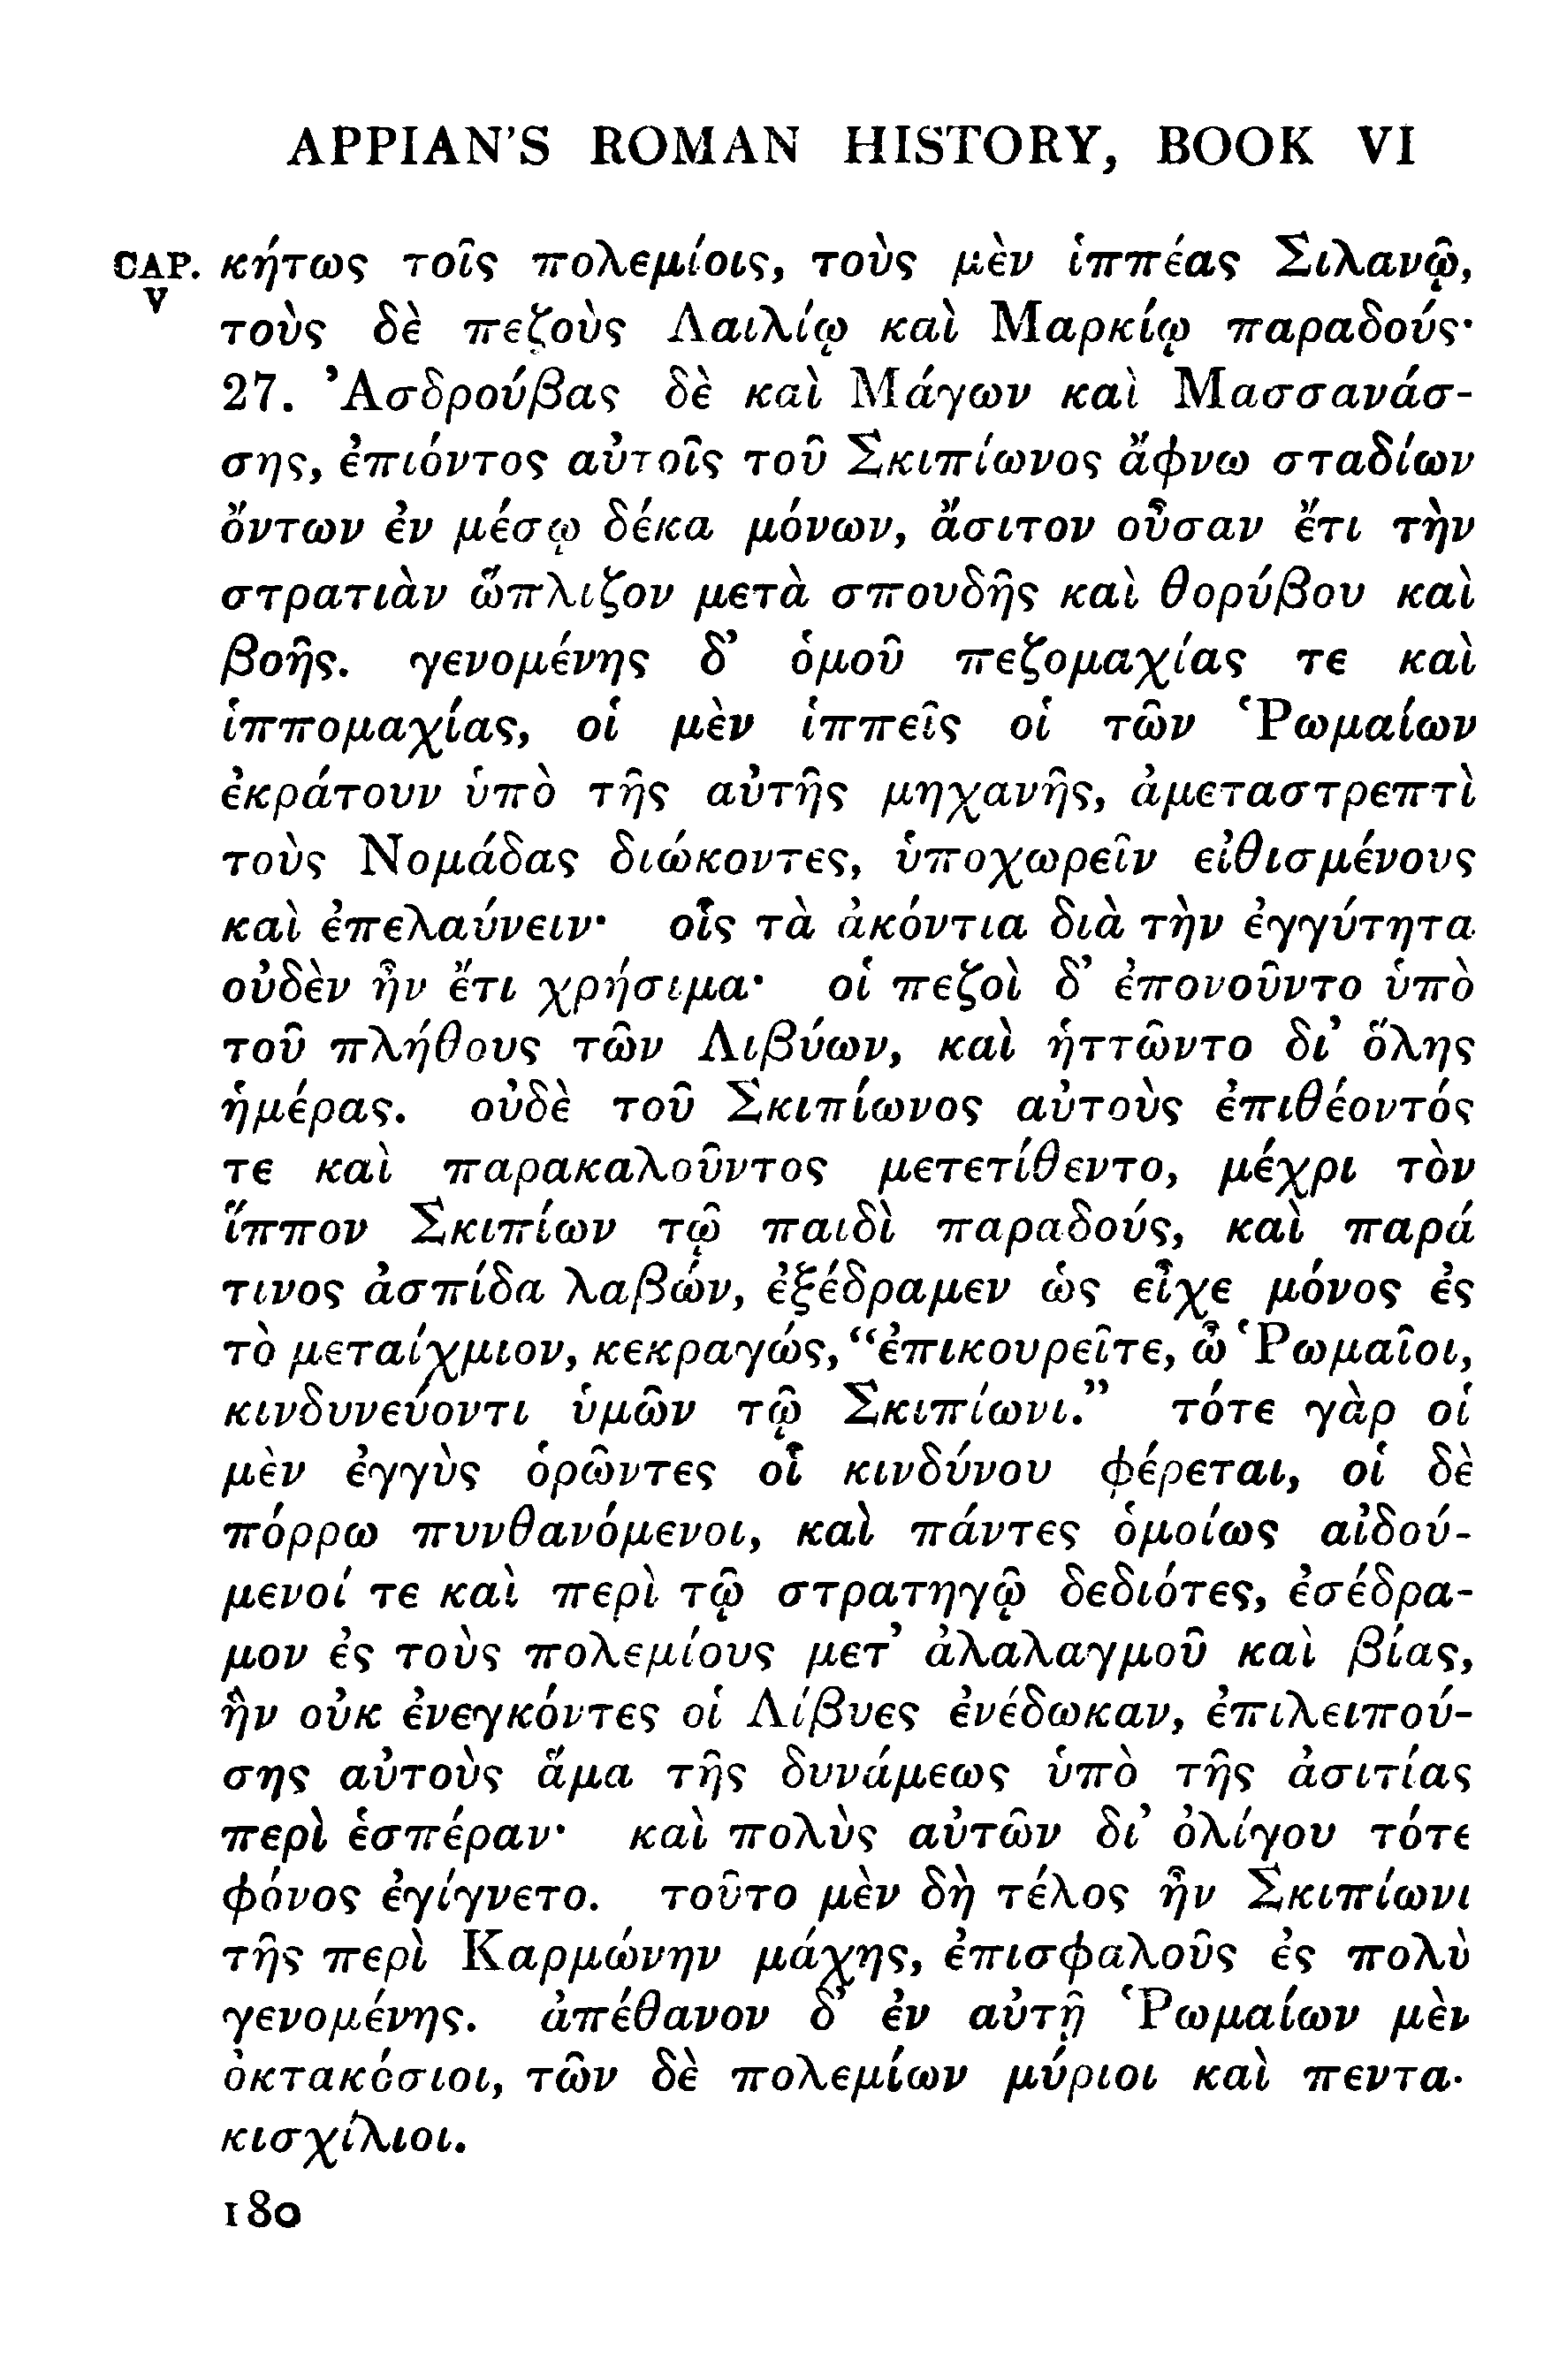 APPIAN'S ROMAN HISTORY, BOOK VI
CAP. κήτως τοῖς πολεμίοις, τοὺς μὲν ἱππέας Σιλανῷ,
V
τοὺς δὲ πεζοὺς Λαιλίῳ καὶ Μαρκίῳ παραδούς·
27. Ἀσδρούβας δὲ καὶ Μάγων καὶ Μασσανάσ-
σης, ἐπιόντος αὐτοῖς τοῦ Σκιπίωνος ἄφνω σταδίων
ὄντων ἐν μέσῳ δέκα μόνων, ἄσιτον οὖσαν ἔτι τὴν
στρατιὰν ὥπλιζον μετὰ σπουδῆς καὶ θορύβου καὶ
βοῆς. γενομένης δ' ὁμοῦ πεζομαχίας τε καὶ
ἱππομαχίας, οἱ μὲν ἱππεῖς οἱ τῶν Ῥωμαίων
ἐκράτουν ὑπὸ τῆς αὐτῆς μηχανῆς, ἀμεταστρεπτὶ
τοὺς Νομάδας διώκοντες, ὑποχωρεῖν εἰθισμένους
καὶ ἐπελαύνειν· οἷς τὰ ἀκόντια διὰ τὴν ἐγγύτητα
οὐδὲν ἦν ἔτι χρήσιμα· οἱ πεζοὶ δ' ἐπονοῦντο ὑπὸ
τοῦ πλήθους τῶν Λιβύων, καὶ ἡττῶντο δι' ὅλης
ἡμέρας. οὐδὲ τοῦ Σκιπίωνος αὐτοὺς ἐπιθέοντός
τε καὶ παρακαλοῦντος μετετίθεντο, μέχρι τὸν
ἵππον Σκιπίων τῷ παιδὶ παραδούς, καὶ παρά
τινος ἀσπίδα λαβών, ἐξέδραμεν ὡς εἶχε μόνος ἐς
τὸ μεταίχμιον, κεκραγώς, “ἐπικουρεῖτε, ὦ Ῥωμαῖοι,
κινδυνεύοντι ὑμῶν τῷ Σκιπίωνι.” τότε γὰρ οἱ
μὲν ἐγγὺς ὁρῶντες οἷ κινδύνου φέρεται, οἱ δὲ
πόρρω πυνθανόμενοι, καὶ πάντες ὁμοίως αἰδού-
μενοί τε καὶ περὶ τῷ στρατηγῷ δεδιότες, ἐσέδρα-
μον ἐς τοὺς πολεμίους μετ' ἀλαλαγμοῦ καὶ βίας,
ἣν οὐκ ἐνεγκόντες οἱ Λίβυες ἐνέδωκαν, ἐπιλειπού-
σης αὐτοὺς ἅμα τῆς δυνάμεως ὑπὸ τῆς ἀσιτίας
περὶ ἑσπέραν· καὶ πολὺς αὐτῶν δι' ὀλίγου τότε
φόνος ἐγίγνετο. τοῦτο μὲν δὴ τέλος ἦν Σκιπίωνι
τῆς περὶ Καρμώνην μάχης, ἐπισφαλοῦς ἐς πολὺ
γενομένης. ἀπέθανον δ' ἐν αὐτῇ Ῥωμαίων μὲν
ὀκτακόσιοι, τῶν δὲ πολεμίων μύριοι καὶ πεντα-
κισχίλιοι.
180